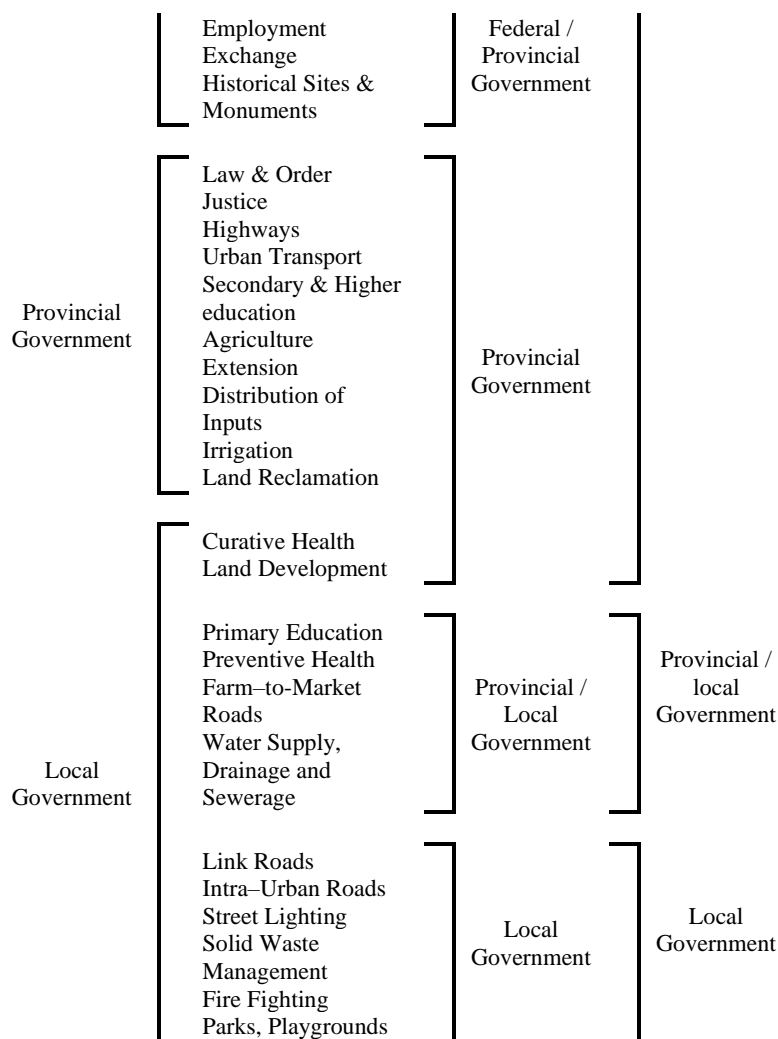 Employment
Exchange
Historical Sites &
Monuments
Federal /
Provincial
Government
Provincial
Government
Law & Order
Justice
Highways
Urban Transport
Secondary & Higher
education
Agriculture
Extension
Distribution of
Inputs
Irrigation
Land Reclamation
Provincial
Government
Local
Government
Curative Health
Land Development
Primary Education
Preventive Health
Farm–to-Market
Roads
Water Supply,
Drainage and
Sewerage
Provincial /
Local
Government
Provincial /
local
Government
Link Roads
Intra–Urban Roads
Street Lighting
Solid Waste
Management
Fire Fighting
Parks, Playgrounds
Local
Government
Local
Government